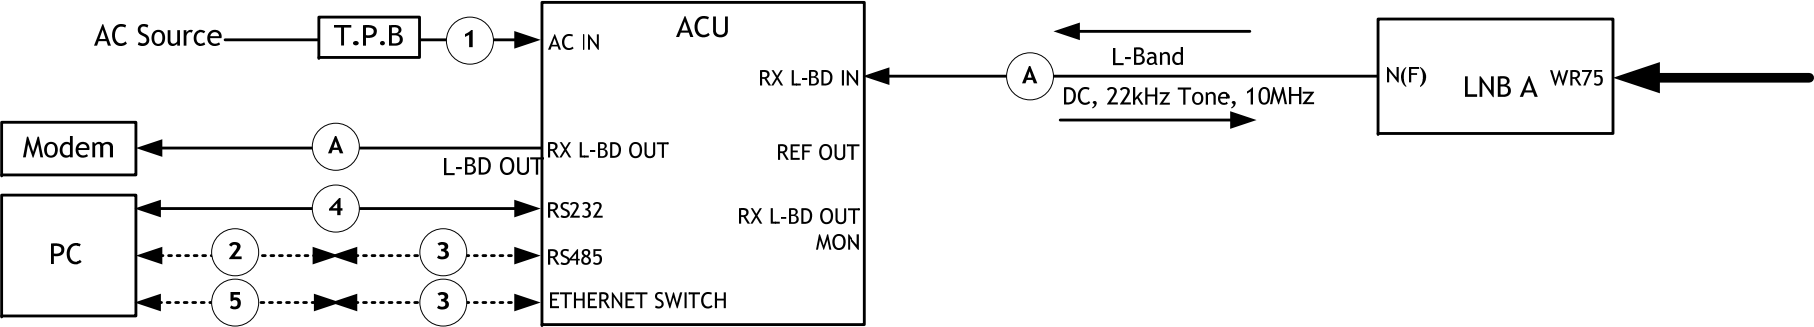 AC Source
T.P.B
1
AC IN
ACU
RX L-BD IN
A
L-Band
DC, 22kHz Tone, 10MHz
N(F)
LNB A
WR75
Modem
A
L-BD OUT
RX L-BD OUT
REF OUT
PC
4
RS232
RX L-BD OUT
MON
2
3
RS485
5
3
ETHERNET SWITCH